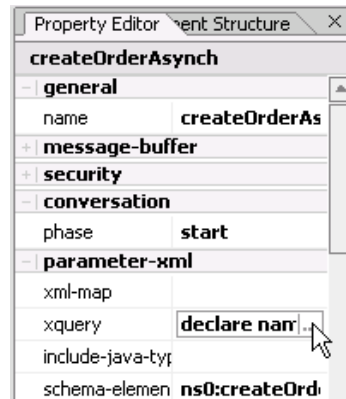 Property Editor ent Structure
createOrderAsynch
general
name createOrderAs
message-buffer
security
conversation
phase start
parameter-xml
xml-map
xquery declare nam ...
include-java-typ
schema-elemen ns0:createOrd